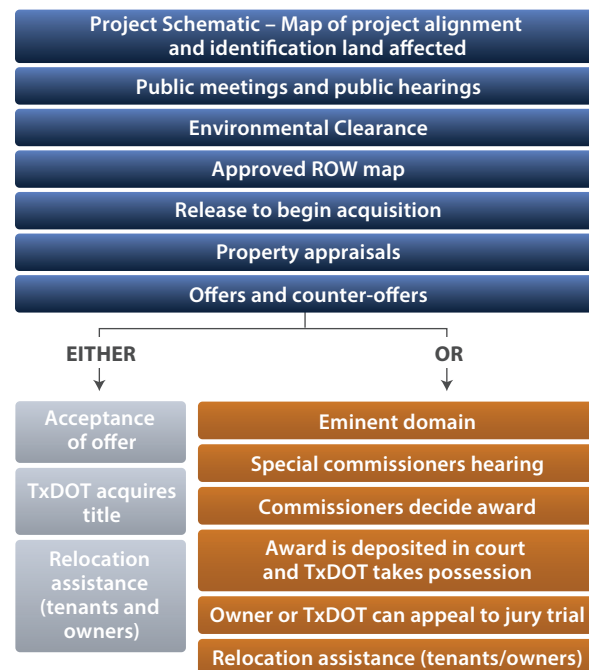 Project Schematic – Map of project alignment
and identification land affected
Public meetings and public hearings
Environmental Clearance
Approved ROW map
Release to begin acquisition
Property appraisals
Offers and counter-offers
EITHER
OR
Acceptance
of offer
TxDOT acquires
title
Relocation
assistance
(tenants and
owners)
Eminent domain
Special commissioners hearing
Commissioners decide award
Award is deposited in court
and TxDOT takes possession
Owner or TxDOT can appeal to jury trial
Relocation assistance (tenants/owners)